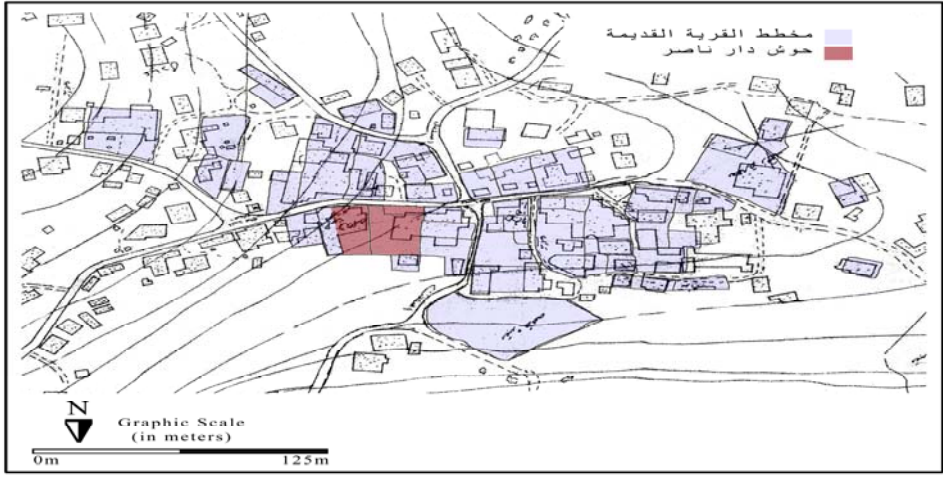 مخطط القرية القديمة
حوش دار ناصر
N
Graphic Scale
(in meters)
0m 125m